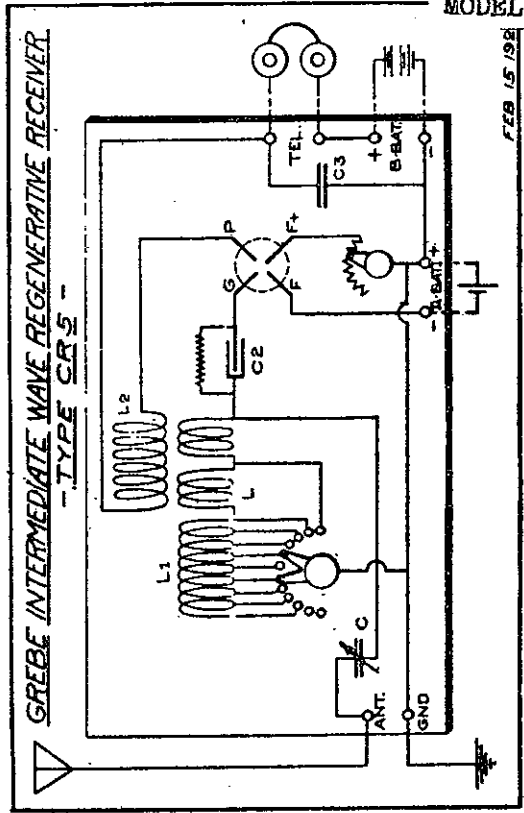 MODEL
GREBE INTERMEDIATE WAVE REGENERATIVE RECEIVER
- TYPE CR5 -
FEB 15 192
L2
P
G
F+
F
TEL.
C3
+
B-BAT.
-
C2
L1
L
C
ANT.
GND
- A-BAT. +